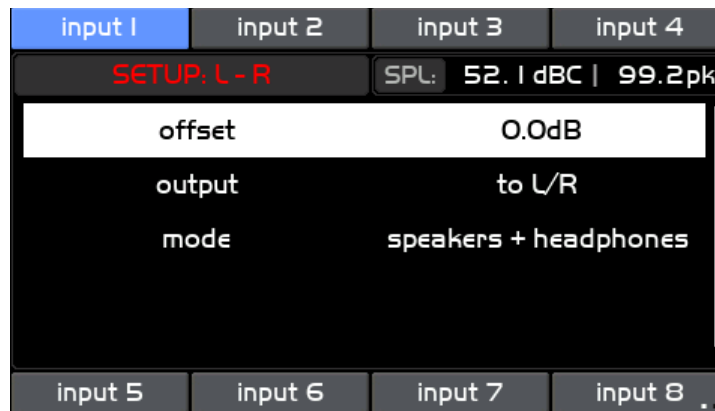 input 1 input 2 input 3 input 4
SETUP: L - R SPL: 52.1 dBC | 99.2pk
offset 0.0dB
output to L/R
mode speakers + headphones
input 5 input 6 input 7 input 8